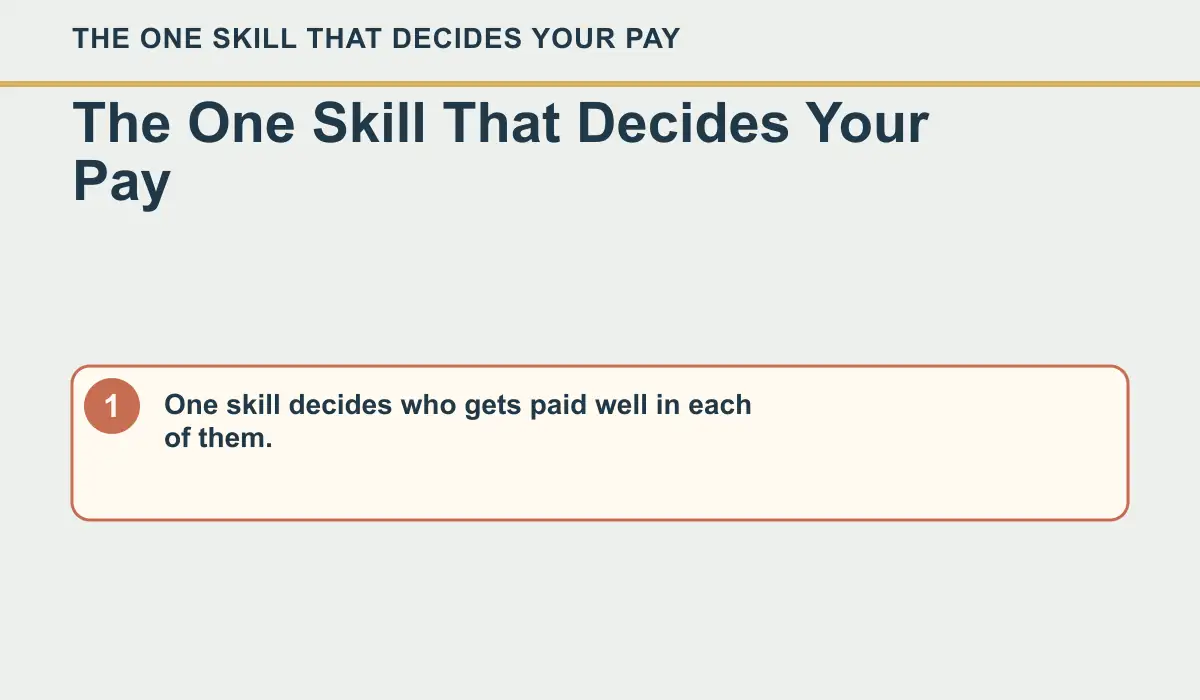 THE ONE SKILL THAT DECIDES YOUR PAY
The One Skill That Decides Your
Pay
1
One skill decides who gets paid well in each
of them.